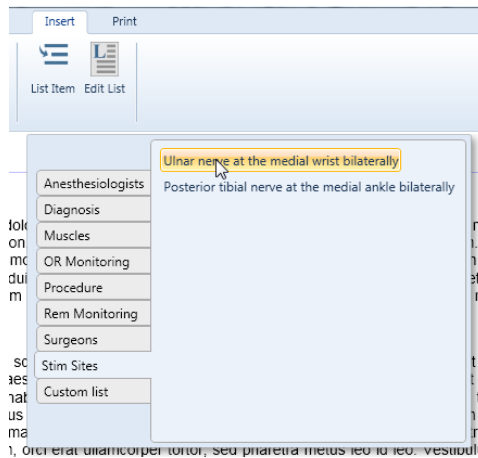 Insert Print
List Item Edit List
Ulnar nerve at the medial wrist bilaterally
Posterior tibial nerve at the medial ankle bilaterally
Anesthesiologists
Diagnosis
Muscles
OR Monitoring
Procedure
Rem Monitoring
Surgeons
Stim Sites
Custom list
orci erat ullamcorper tortor, sed pharetra metus leo id leo.